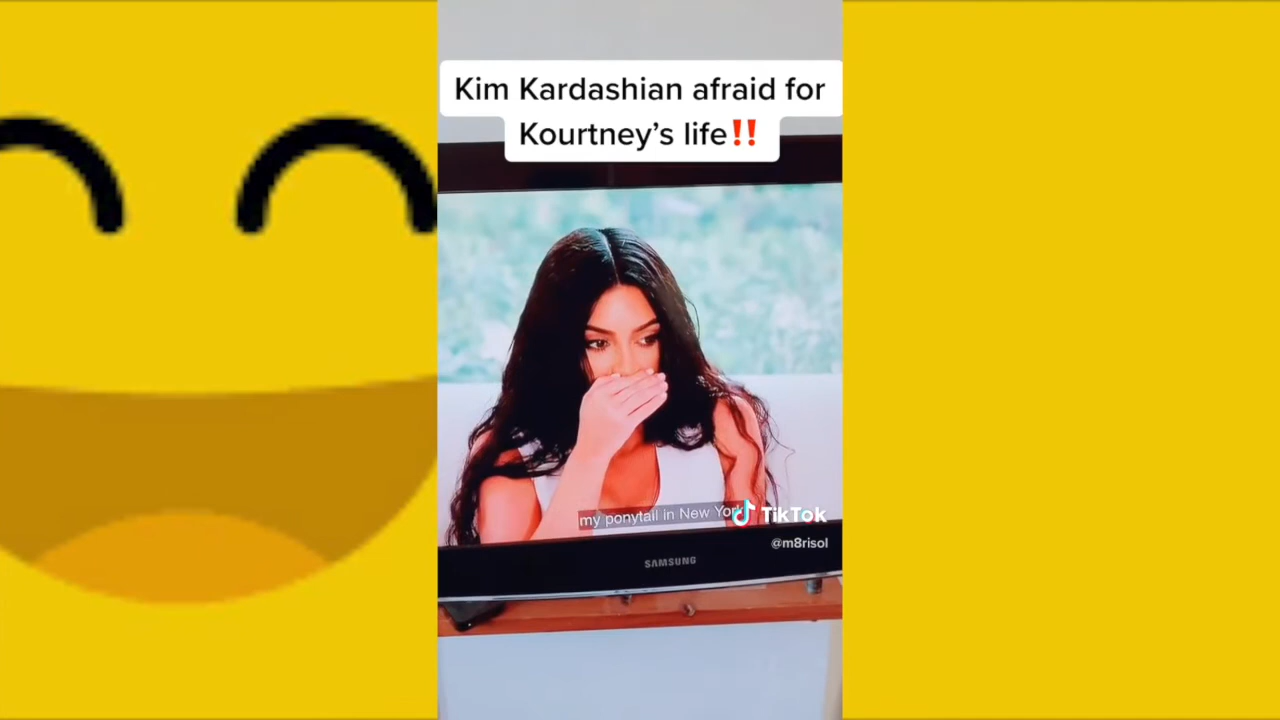 Kim Kardashian afraid for
Kourtney's life‼️
my ponytail in New York
TikTok
@m8risol
SAMSUNG